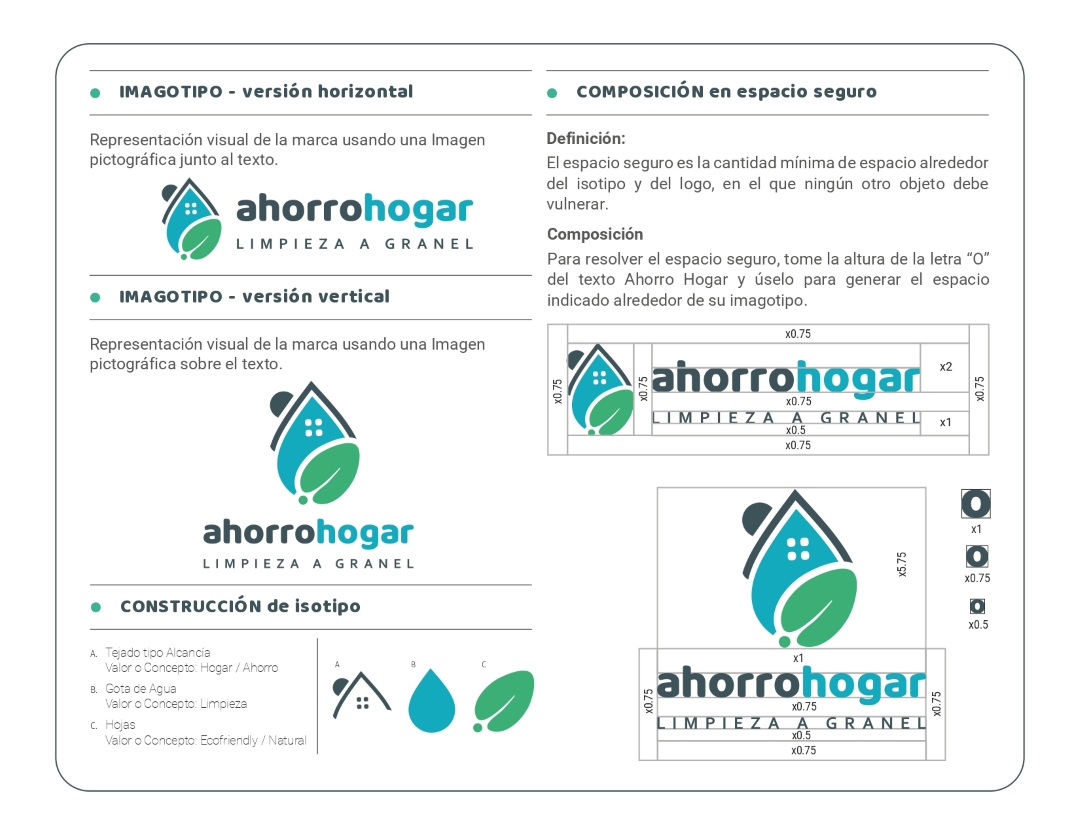 IMAGOTIPO - versión horizontal
Representación visual de la marca usando una Imagen
pictográfica junto al texto.
ahorrohogar
LIMPIEZA A GRANEL
IMAGOTIPO - versión vertical
Representación visual de la marca usando una Imagen
pictográfica sobre el texto.
ahorrohogar
LIMPIEZA A GRANEL
CONSTRUCCIÓN de isotipo
A. Tejado tipo Alcancía
Valor o Concepto: Hogar / Ahorro
B. Gota de Agua
Valor o Concepto: Limpieza
C. Hojas
Valor o Concepto: Ecofriendly / Natural
A B C
COMPOSICIÓN en espacio seguro
Definición:
El espacio seguro es la cantidad mínima de espacio alrededor
del isotipo y del logo, en el que ningún otro objeto debe
vulnerar.
Composición
Para resolver el espacio seguro, tome la altura de la letra “O”
del texto Ahorro Hogar y úselo para generar el espacio
indicado alrededor de su imagotipo.
x0.75
x0.75
x0.75
ahorrohogar
x2
x0.75
x0.75
LIMPIEZA A GRANEL
x1
x0.5
x0.75
x5.75
x1
x0.75
ahorrohogar
x0.75
x0.75
LIMPIEZA A GRANEL
x0.5
x0.75
o
x1
o
x0.75
o
x0.5